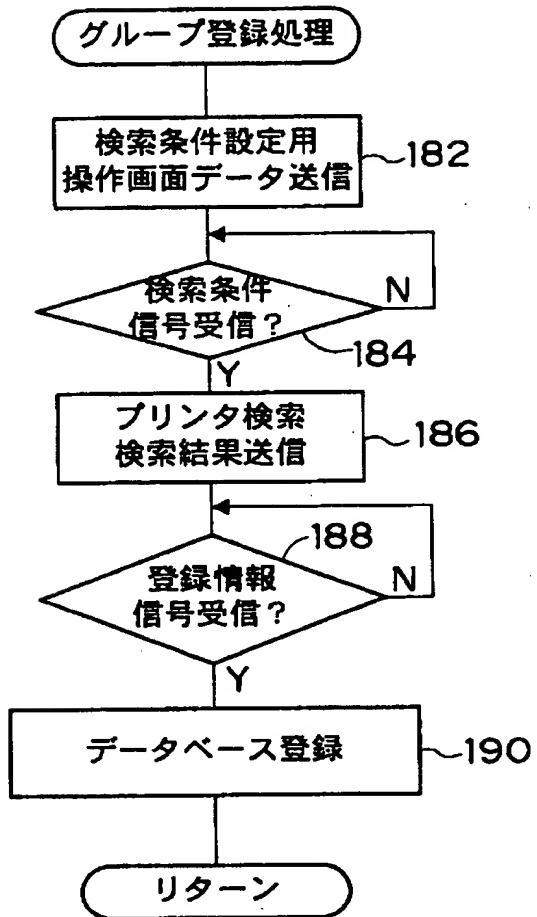 グループ登録処理
検索条件設定用
操作画面データ送信
182
検索条件
信号受信?
N
184
Y
プリンタ検索
検索結果送信
186
188
登録情報
信号受信?
N
Y
データベース登録
190
リターン